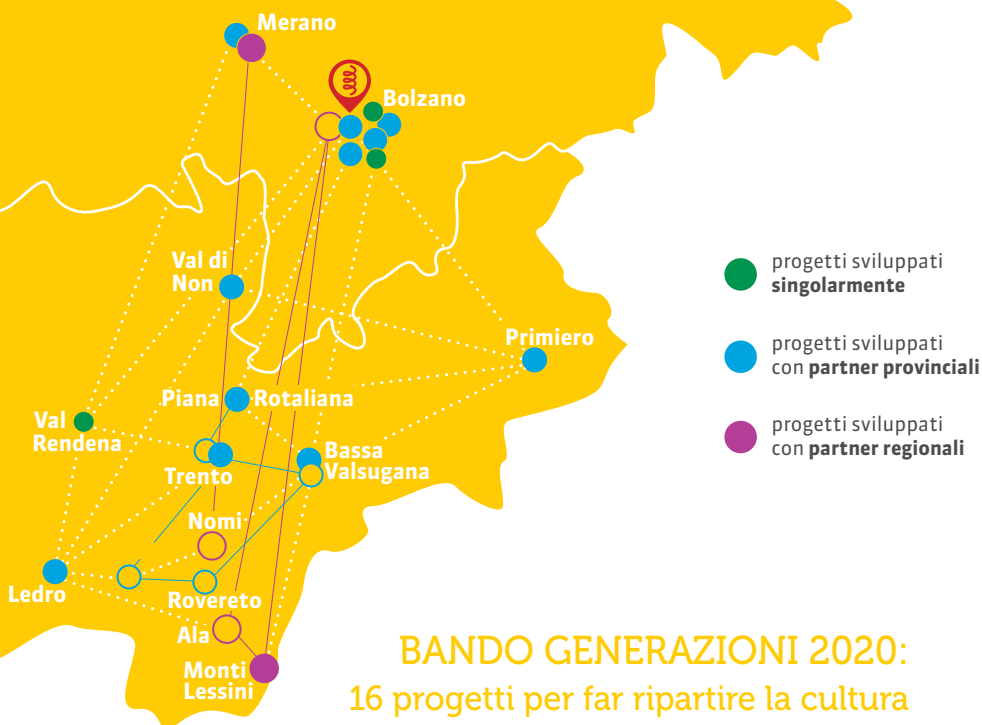 Merano
Bolzano
Val di
Non
Primiero
Piana
Rotaliana
Val
Rendena
Bassa
Valsugana
Trento
Nomi
Ledro
Rovereto
Ala
Monti
Lessini
progetti sviluppati
singolarmente
progetti sviluppati
con partner provinciali
progetti sviluppati
con partner regionali
BANDO GENERAZIONI 2020:
16 progetti per far ripartire la cultura